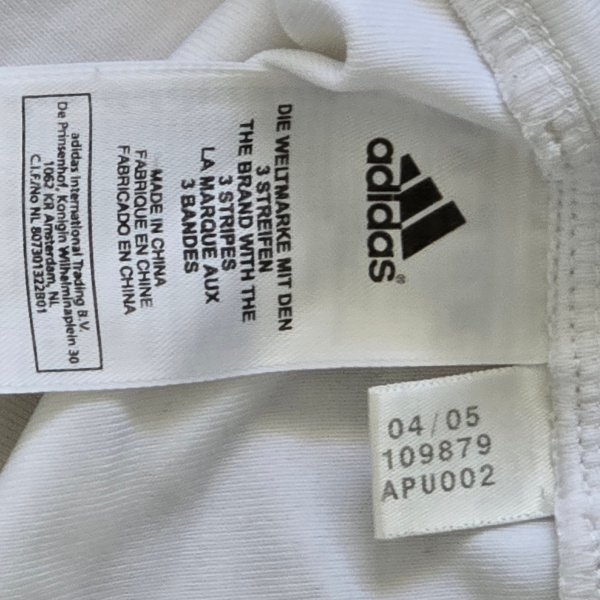 adidas®
DIE WELTMARKE MIT DEN
3 STREIFEN
THE BRAND WITH THE
3 STRIPES
LA MARQUE AUX
3 BANDES
MADE IN CHINA
FABRIQUE EN CHINE
FABRICADO EN CHINA
adidas International Trading B.V.
De Prinsenhof, Konigin Wilhelminaplein 30
1062 KR Amsterdam, NL
C.I.F/No NL 807301322B01
04/05
109879
APU002